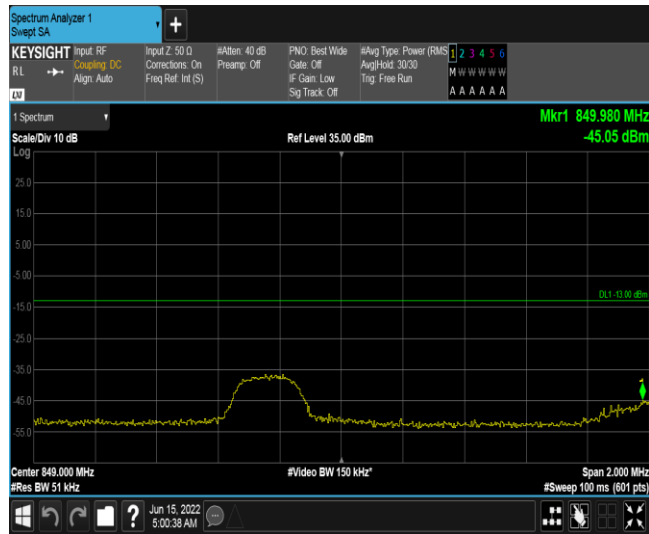 Spectrum Analyzer 1
Swept SA
+
KEYSIGHT Input: RF Input Z: 50 Ω #Atten: 40 dB PNO: Best Wide #Avg Type: Power (RMS 1 2 3 4 5 6
RL Coupling: DC Corrections: On Preamp: Off Gate: Off Avg|Hold: 30/30 M W W W W W
Align: Auto Freq Ref: Int (S) IF Gain: Low Trig: Free Run
LXI Sig Track: Off A A A A A A
1 Spectrum Mkr1 849.980 MHz
Scale/Div 10 dB Ref Level 35.00 dBm -45.05 dBm
Log
25.0
15.0
5.00
-5.00
DL1 -13.00 dBm
-15.0
-25.0
-35.0
1
-45.0
-55.0
Center 849.000 MHz #Video BW 150 kHz* Span 2.000 MHz
#Res BW 51 kHz #Sweep 100 ms (601 pts)
? Jun 15, 2022
5:00:38 AM